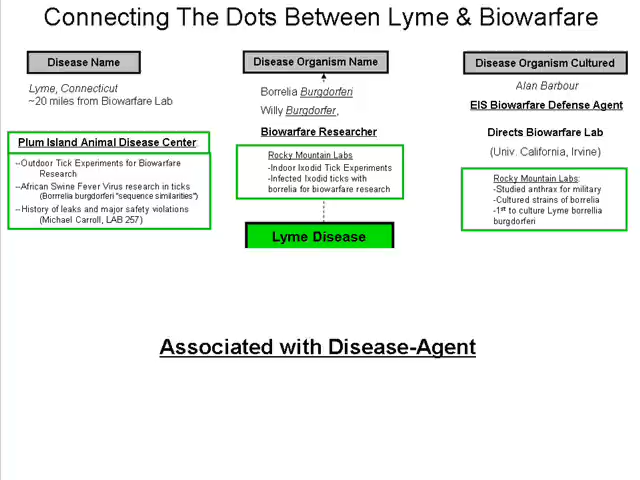 Connecting The Dots Between Lyme & Biowarfare
Disease Name
Lyme, Connecticut
~20 miles from Biowarfare Lab
Plum Island Animal Disease Center
--Outdoor Tick Experiments for Biowarfare
Research
--African Swine Fever Virus research in ticks
(Borrellia burgdorferi "sequence similarities")
--History of leaks and major safety violations
(Michael Carroll, LAB 257)
Disease Organism Name
Borrelia Burgdorferi
Willy Burgdorfer,
Biowarfare Researcher
Rocky Mountain Labs
-Indoor Ixodid Tick Experiments
-Infected Ixodid ticks with
borrelia for biowarfare research
Lyme Disease
Disease Organism Cultured
Alan Barbour
EIS Biowarfare Defense Agent
Directs Biowarfare Lab
(Univ. California, Irvine)
Rocky Mountain Labs:
-Studied anthrax for military
-Cultured strains of borrelia
-1st to culture Lyme borrellia
burgdorferi
Associated with Disease-Agent